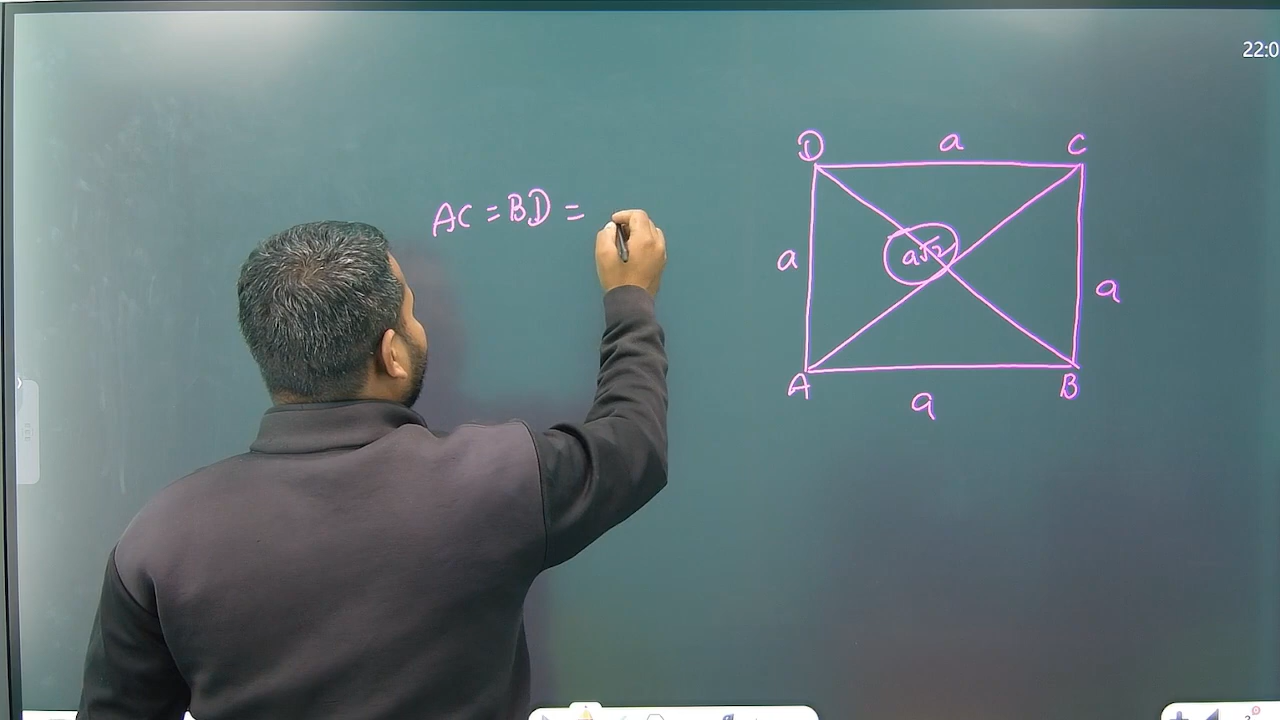 22:0
D a C
AC = BD =
a a√2 a
A a B